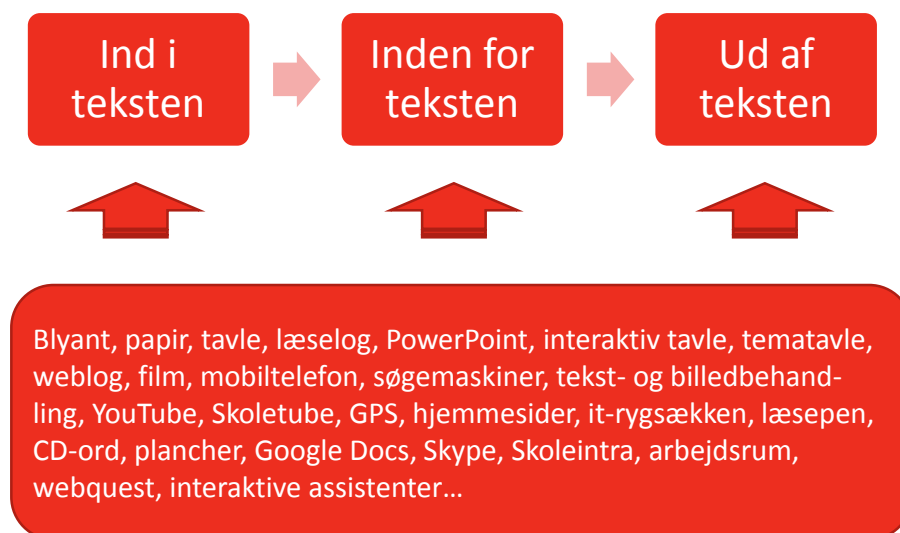 Ind i
teksten
Inden for
teksten
Ud af
teksten
Blyant, papir, tavle, læselog, PowerPoint, interaktiv tavle, tematavle,
weblog, film, mobiltelefon, søgemaskiner, tekst- og billedbehand-
ling, YouTube, Skoletube, GPS, hjemmesider, it-rygsækken, læsepen,
CD-ord, plancher, Google Docs, Skype, Skoleintra, arbejdsrum,
webquest, interaktive assistenter…